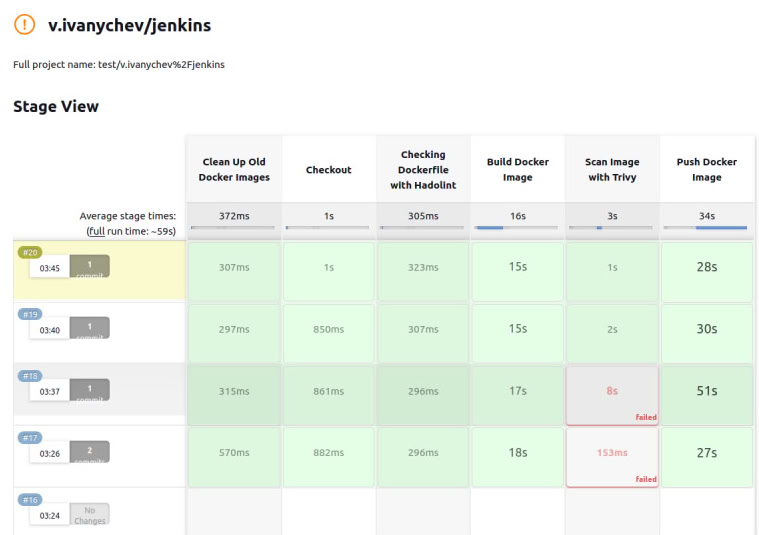 v.ivanychev/jenkins
Full project name: test/v.ivanychev%2Fjenkins
Stage View
Clean Up Old
Docker Images
Checkout
Checking
Dockerfile
with Hadolint
Build Docker
Image
Scan Image
with Trivy
Push Docker
Image
Average stage times:
(full run time: ~59s)
372ms 1s 305ms 16s 3s 34s
#20
03:45 1
commit
307ms 1s 323ms 15s 1s 28s
#19
03:40 1
commit
297ms 850ms 307ms 15s 2s 30s
#18
03:37 1
commit
315ms 861ms 296ms 17s 8s 51s
failed
#17
03:26 2
commits
570ms 882ms 296ms 18s 153ms 27s
failed
#16
03:24 No
Changes